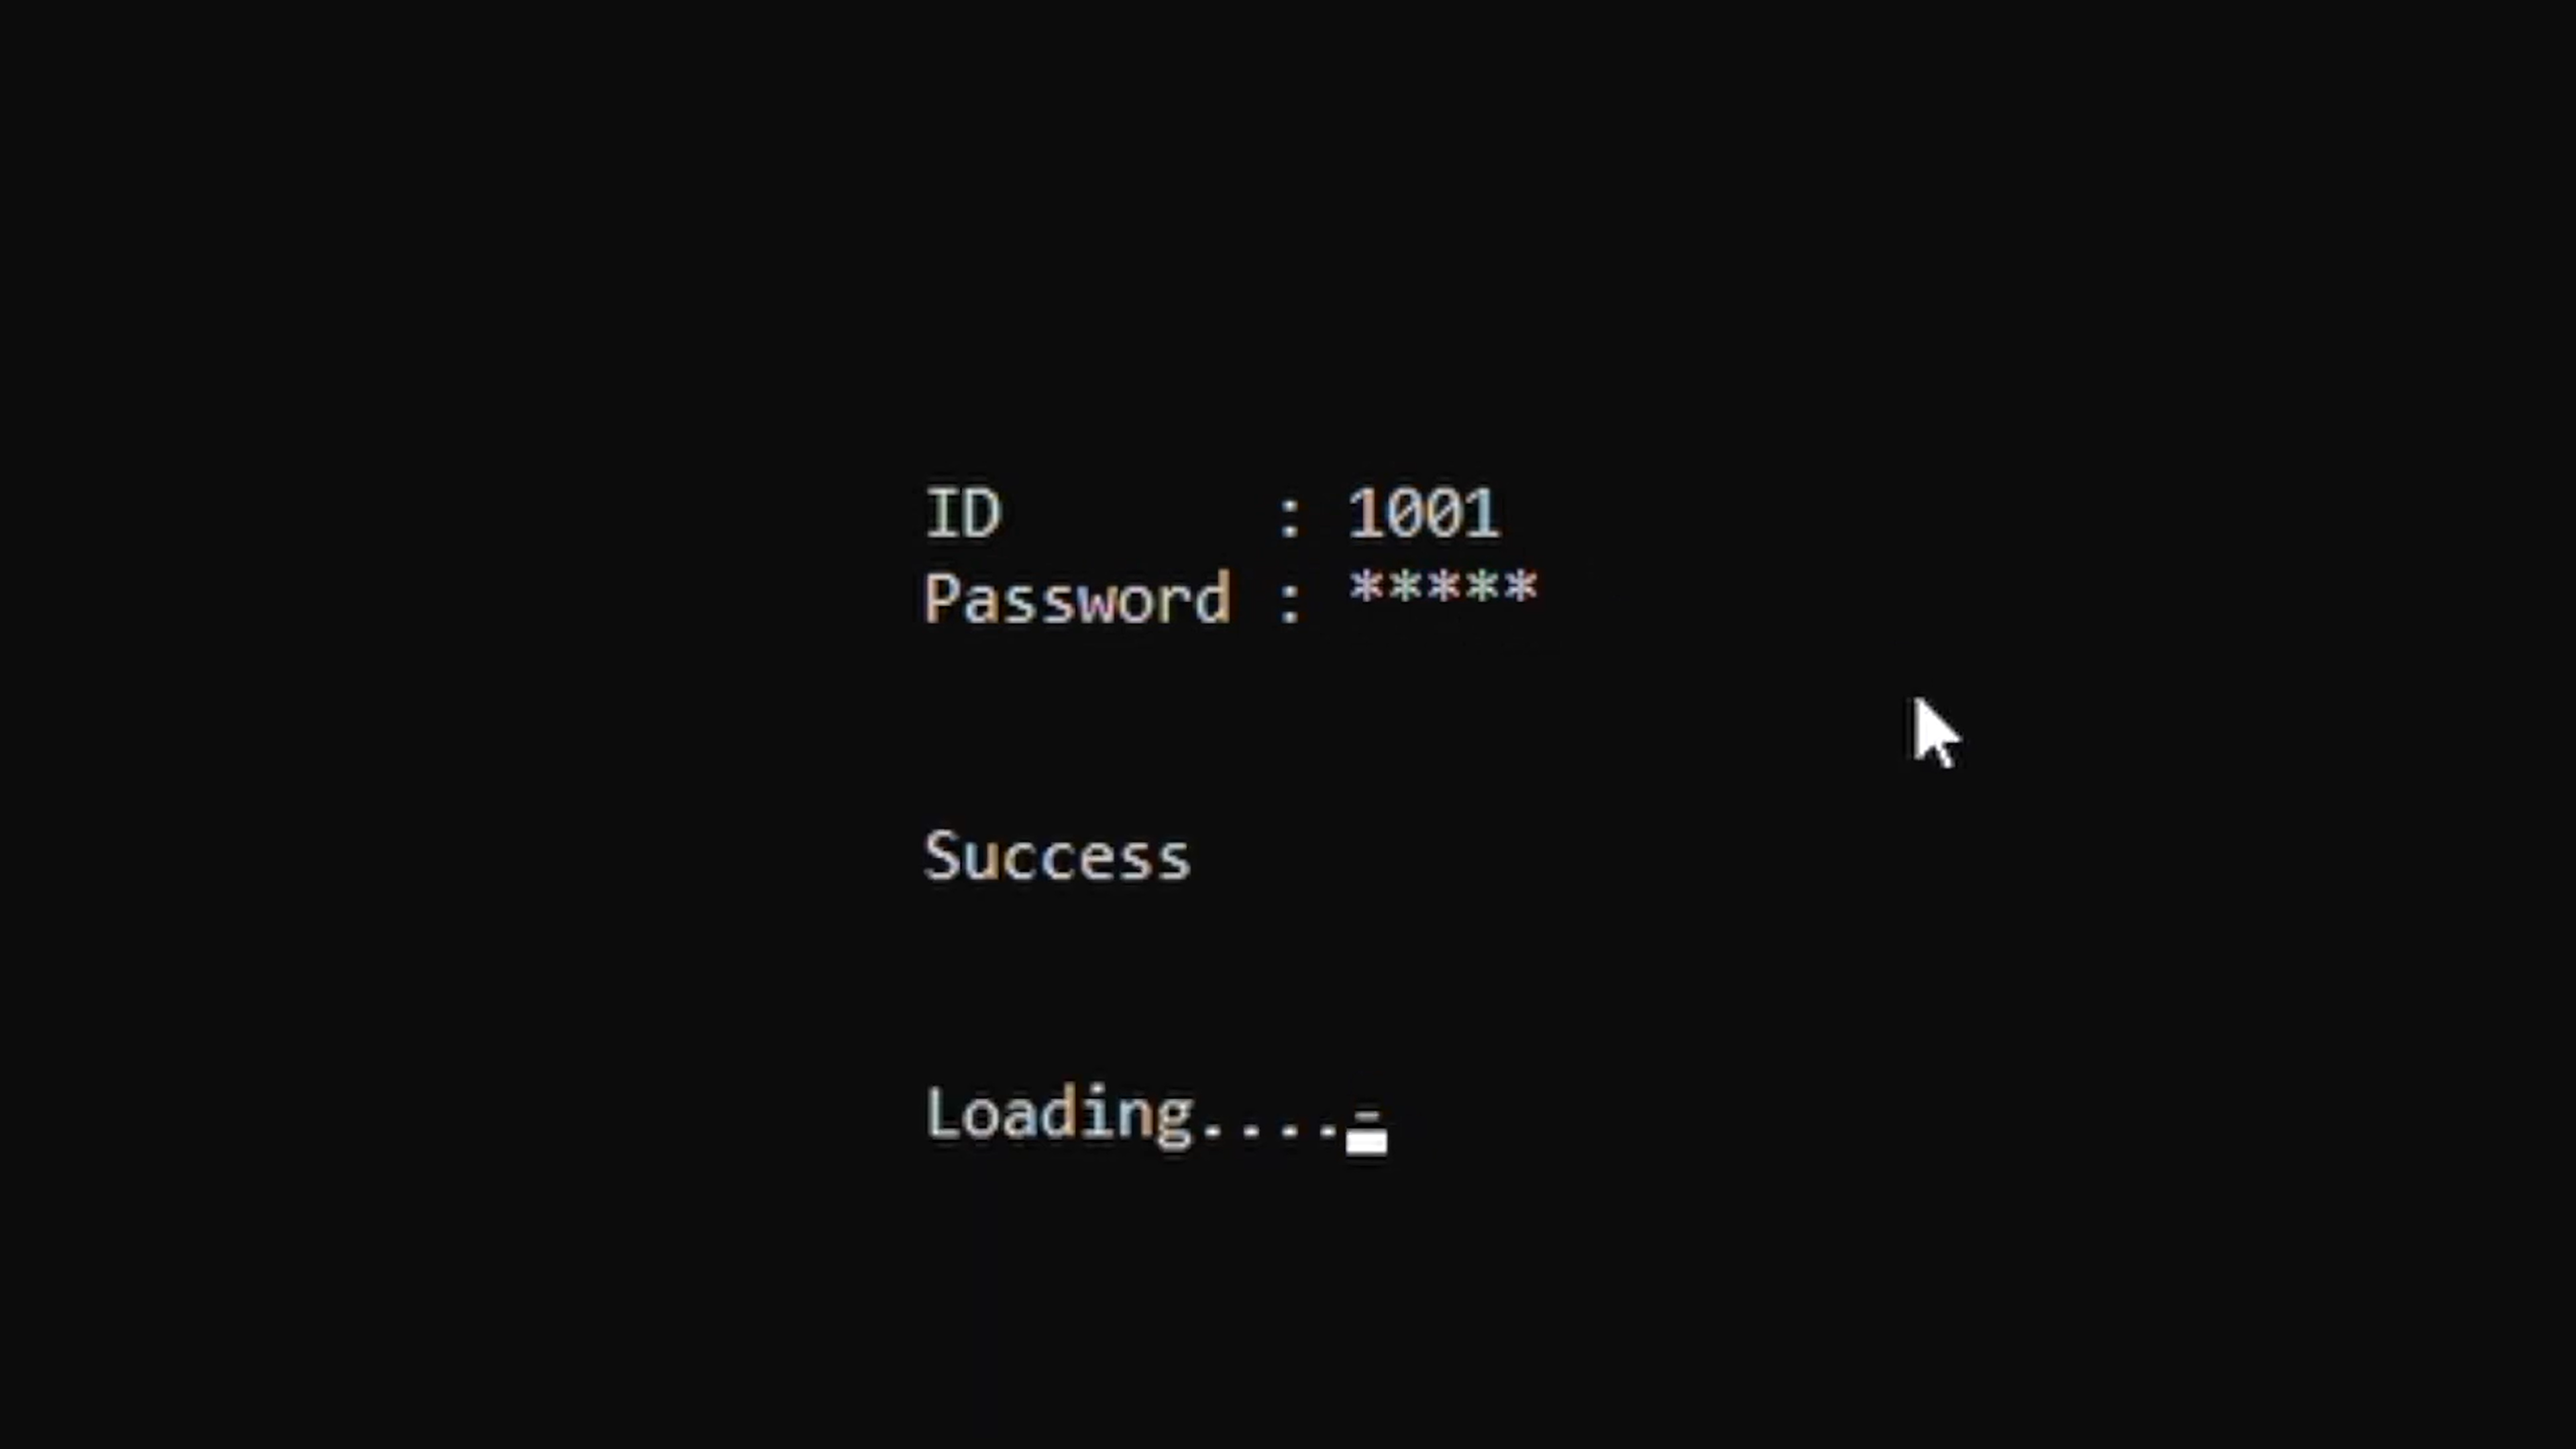 ID : 1001
Password : *****
Success
Loading....-